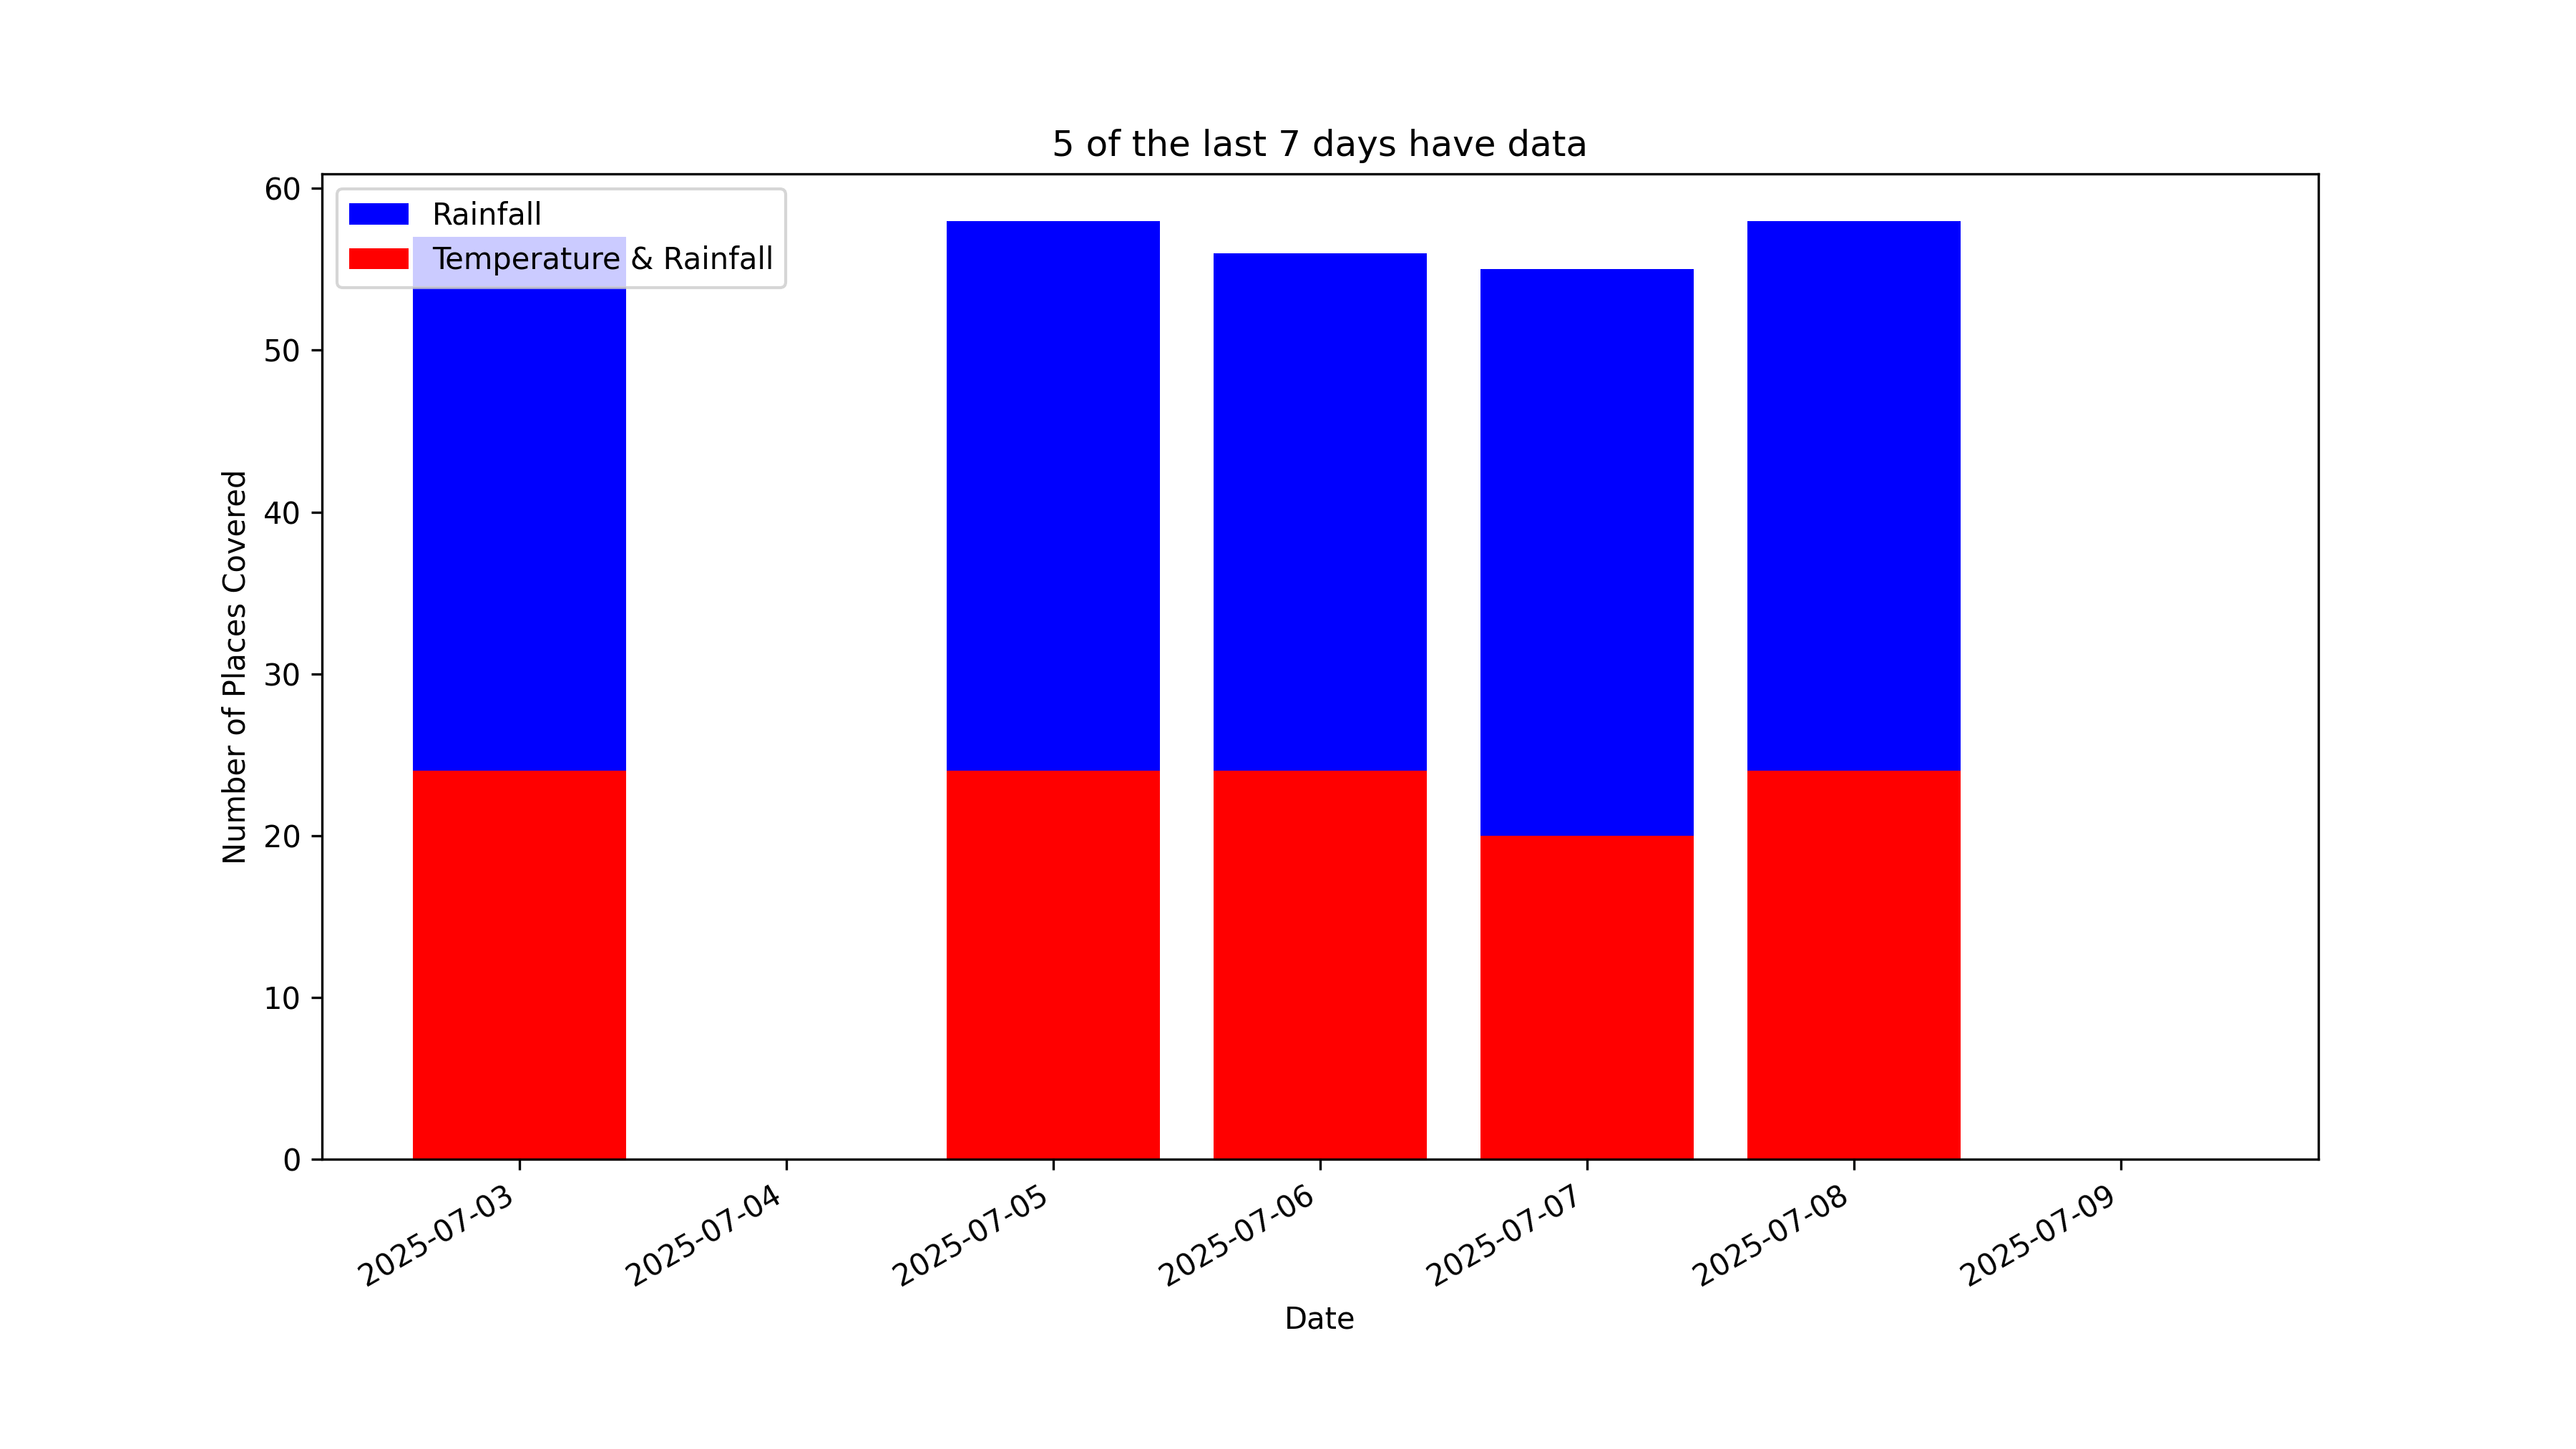 5 of the last 7 days have data
Rainfall
Temperature & Rainfall
Number of Places Covered
60
50
40
30
20
10
0
2025-07-03
2025-07-04
2025-07-05
2025-07-06
2025-07-07
2025-07-08
2025-07-09
Date